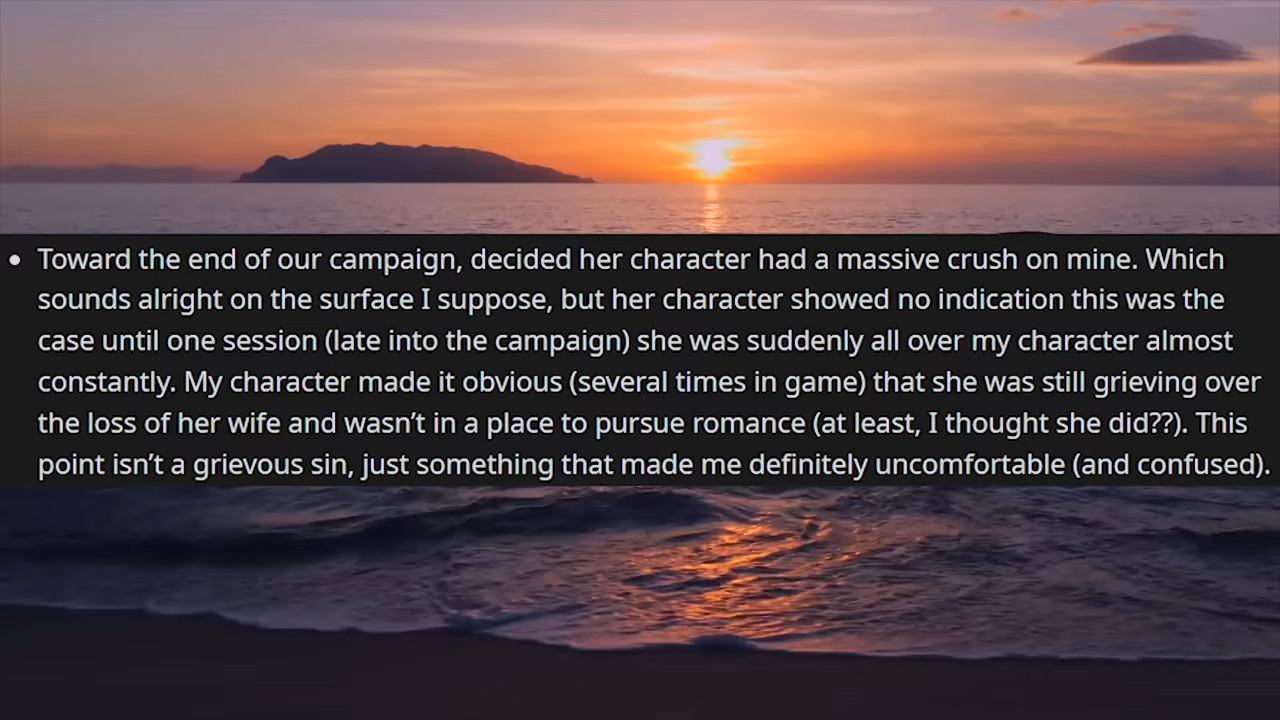 • Toward the end of our campaign, decided her character had a massive crush on mine. Which
sounds alright on the surface I suppose, but her character showed no indication this was the
case until one session (late into the campaign) she was suddenly all over my character almost
constantly. My character made it obvious (several times in game) that she was still grieving over
the loss of her wife and wasn’t in a place to pursue romance (at least, I thought she did??). This
point isn’t a grievous sin, just something that made me definitely uncomfortable (and confused).